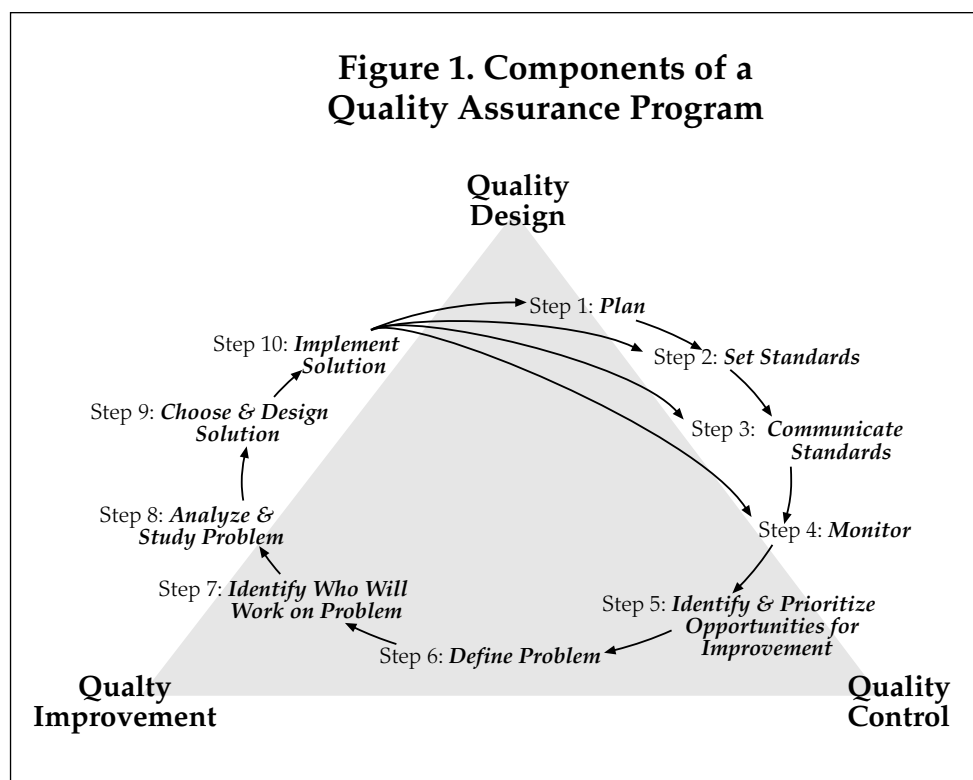 Figure 1. Components of a
Quality Assurance Program
Quality
Design
Step 1: Plan
Step 2: Set Standards
Step 3: Communicate
Standards
Step 4: Monitor
Step 5: Identify & Prioritize
Opportunities for
Improvement
Step 6: Define Problem
Step 7: Identify Who Will
Work on Problem
Step 8: Analyze &
Study Problem
Step 9: Choose & Design
Solution
Step 10: Implement
Solution
Qualty
Improvement
Quality
Control